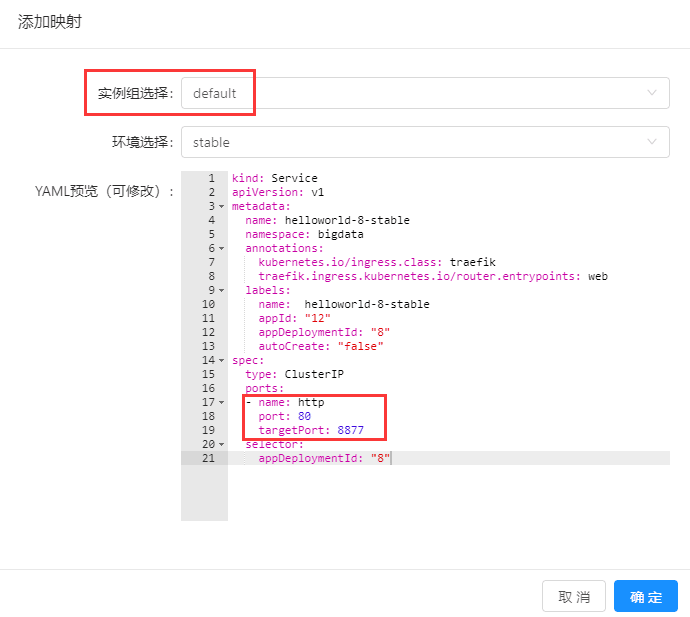 添加映射
实例组选择: default
环境选择: stable
YAML预览（可修改）:
1 kind: Service
2 apiVersion: v1
3 metadata:
4   name: helloworld-8-stable
5   namespace: bigdata
6   annotations:
7     kubernetes.io/ingress.class: traefik
8     traefik.ingress.kubernetes.io/router.entrypoints: web
9   labels:
10     name:  helloworld-8-stable
11     appId: "12"
12     appDeploymentId: "8"
13     autoCreate: "false"
14 spec:
15   type: ClusterIP
16   ports:
17   - name: http
18     port: 80
19     targetPort: 8877
20   selector:
21     appDeploymentId: "8"
取 消
确 定